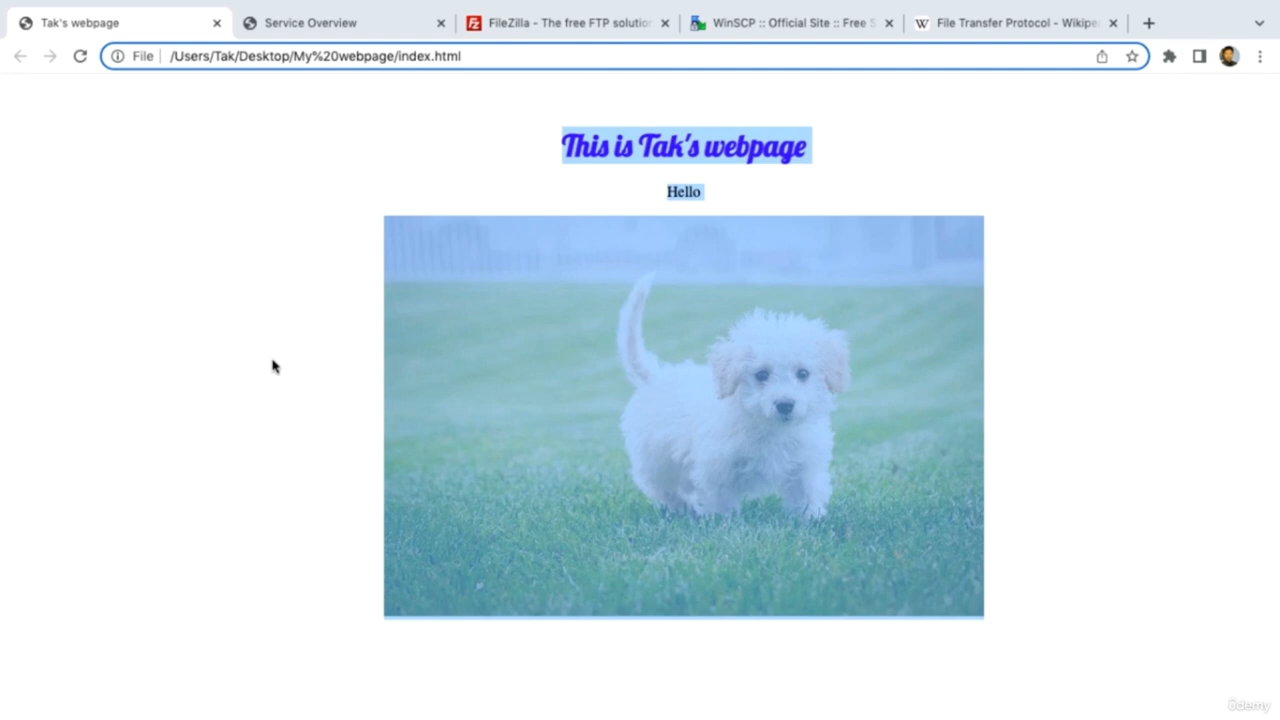 Tak's webpage
Service Overview
FileZilla - The free FTP solutio
WinSCP :: Official Site :: Free S
File Transfer Protocol - Wikipe
File
/Users/Tak/Desktop/My%20webpage/index.html
This is Tak's webpage
Hello
ûdemy